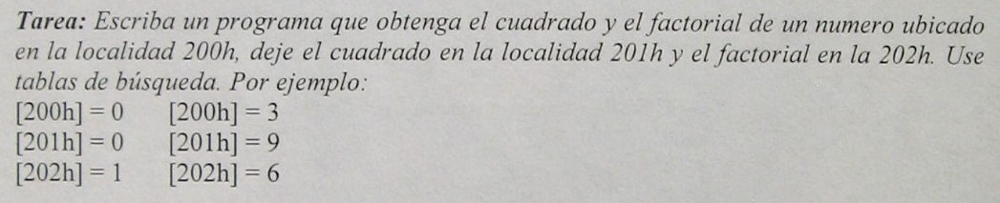 Tarea: Escriba un programa que obtenga el cuadrado y el factorial de un numero ubicado
en la localidad 200h, deje el cuadrado en la localidad 201h y el factorial en la 202h. Use
tablas de búsqueda. Por ejemplo:
[200h] = 0 [200h] = 3
[201h] = 0 [201h] = 9
[202h] = 1 [202h] = 6